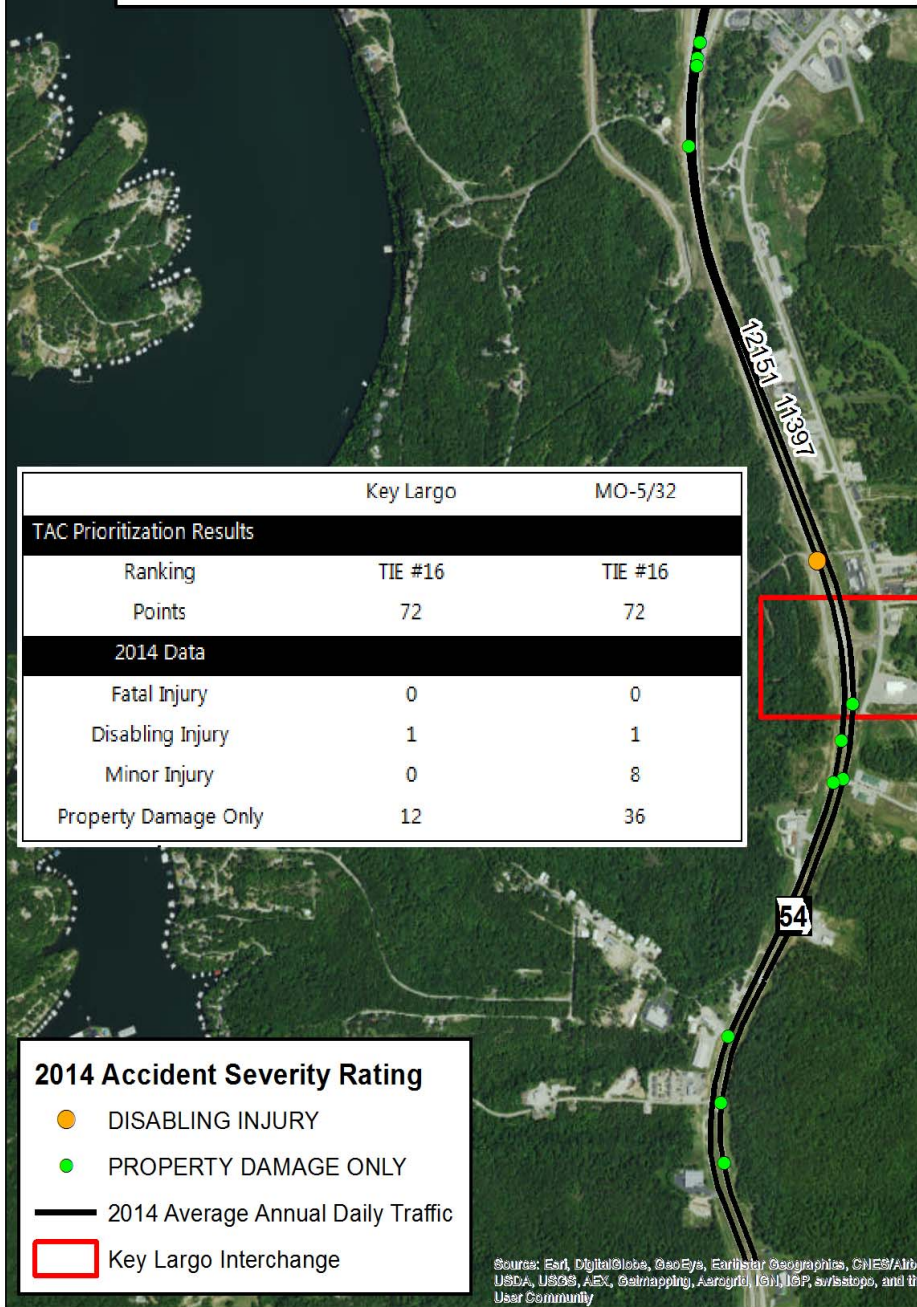 12151 11397
Key Largo MO-5/32
TAC Prioritization Results
Ranking TIE #16 TIE #16
Points 72 72
2014 Data
Fatal Injury 0 0
Disabling Injury 1 1
Minor Injury 0 8
Property Damage Only 12 36
54
2014 Accident Severity Rating
DISABLING INJURY
PROPERTY DAMAGE ONLY
2014 Average Annual Daily Traffic
Key Largo Interchange
Source: Esri, DigitalGlobe, GeoEye, Earthstar Geographics, CNES/Airb
USDA, USGS, AEX, Getmapping, Aerogrid, IGN, IGP, swisstopo, and th
User Community